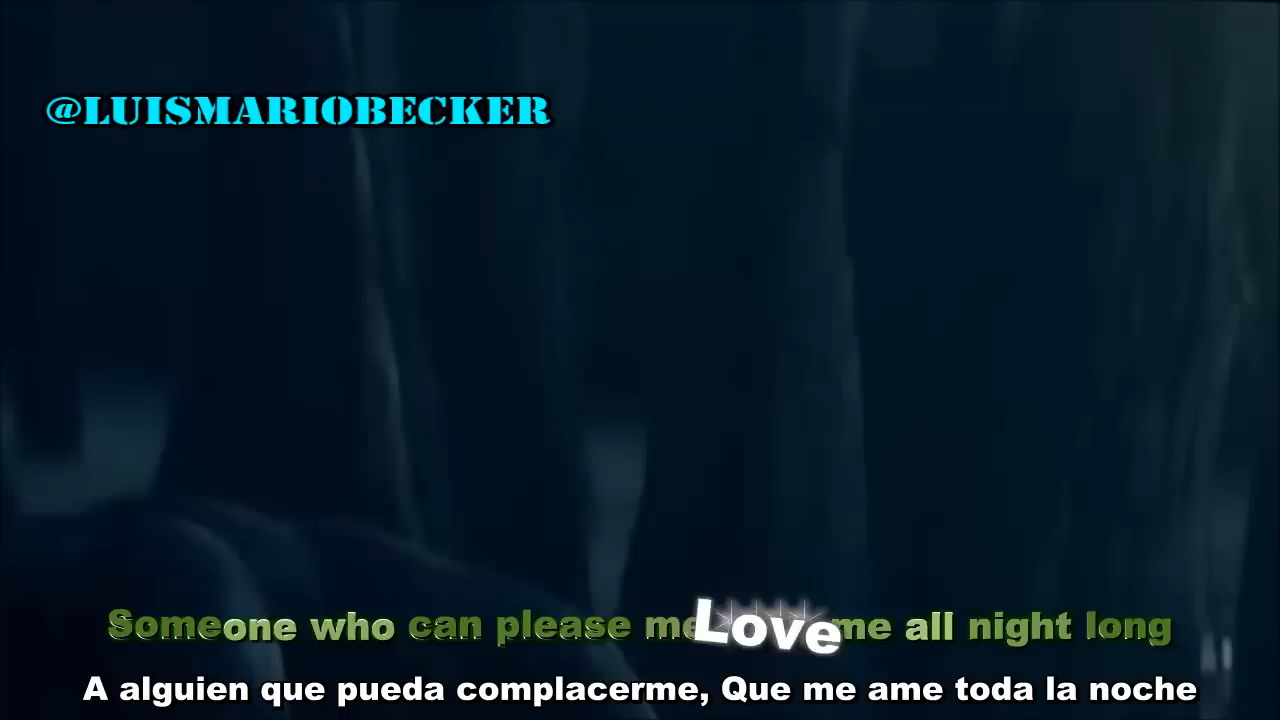 @LUISMARIOBECKER
Someone who can please me Love me all night long
A alguien que pueda complacerme, Que me ame toda la noche